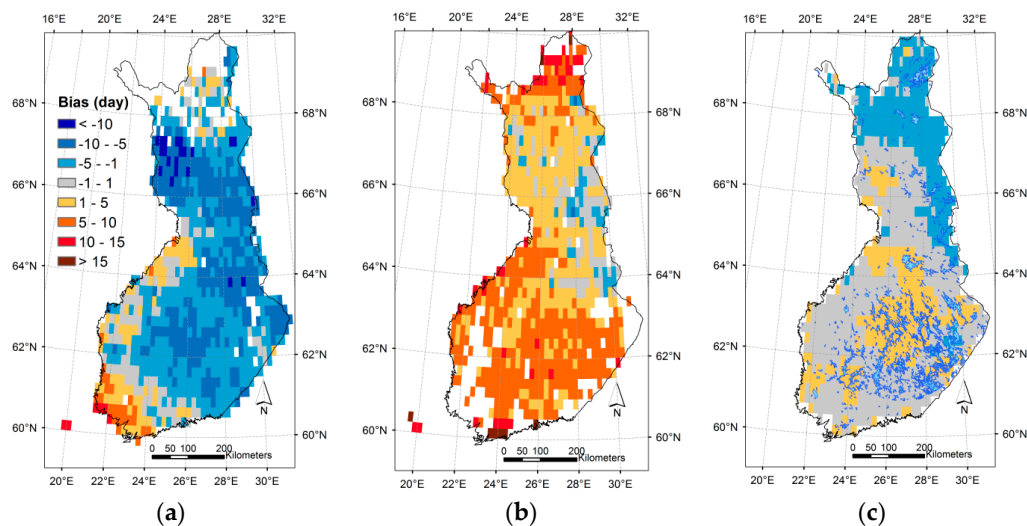 16°E 20°E 24°E 28°E 32°E
68°N
66°N
64°N
62°N
60°N
68°N
66°N
64°N
62°N
60°N
Bias (day)
< -10
-10 - -5
-5 - -1
-1 - 1
1 - 5
5 - 10
10 - 15
> 15
N
0 50 100 200
Kilometers
20°E 22°E 24°E 26°E 28°E 30°E
(a)
16°E 20°E 24°E 28°E 32°E
68°N
66°N
64°N
62°N
60°N
68°N
66°N
64°N
62°N
60°N
N
0 50 100 200
Kilometers
20°E 22°E 24°E 26°E 28°E 30°E
(b)
16°E 20°E 24°E 28°E 32°E
68°N
66°N
64°N
62°N
60°N
68°N
66°N
64°N
62°N
60°N
N
0 50 100 200
Kilometers
20°E 22°E 24°E 26°E 28°E 30°E
(c)